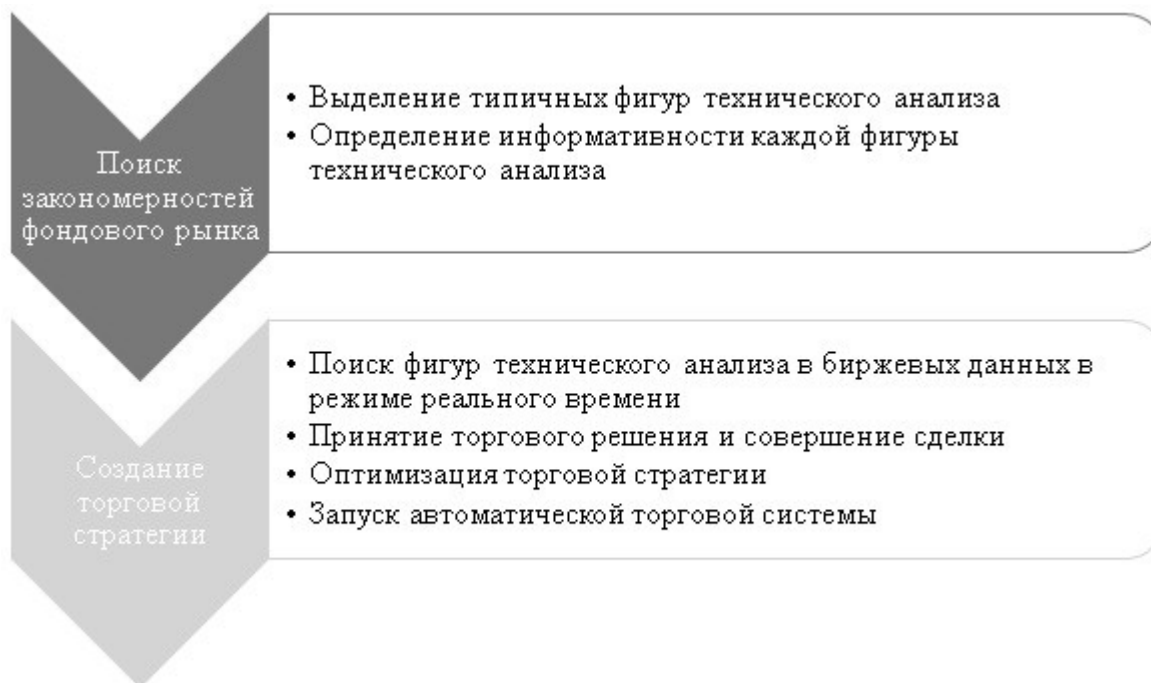 Поиск
закономерностей
фондового рынка
• Выделение типичных фигур технического анализа
• Определение информативности каждой фигуры
технического анализа
Создание
торговой
стратегии
• Поиск фигур технического анализа в биржевых данных в
режиме реального времени
• Принятие торгового решения и совершение сделки
• Оптимизация торговой стратегии
• Запуск автоматической торговой системы